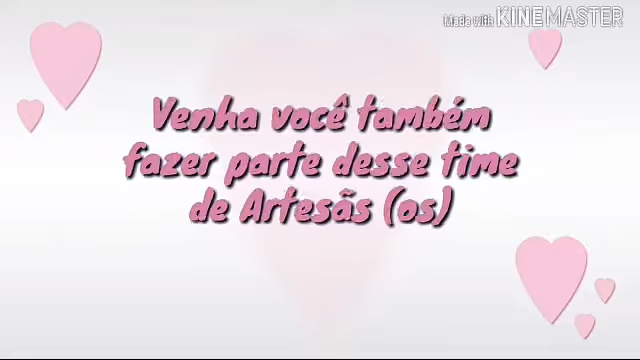 Made with KINEMASTER
Venha você também
fazer parte desse time
de Artesãs (os)